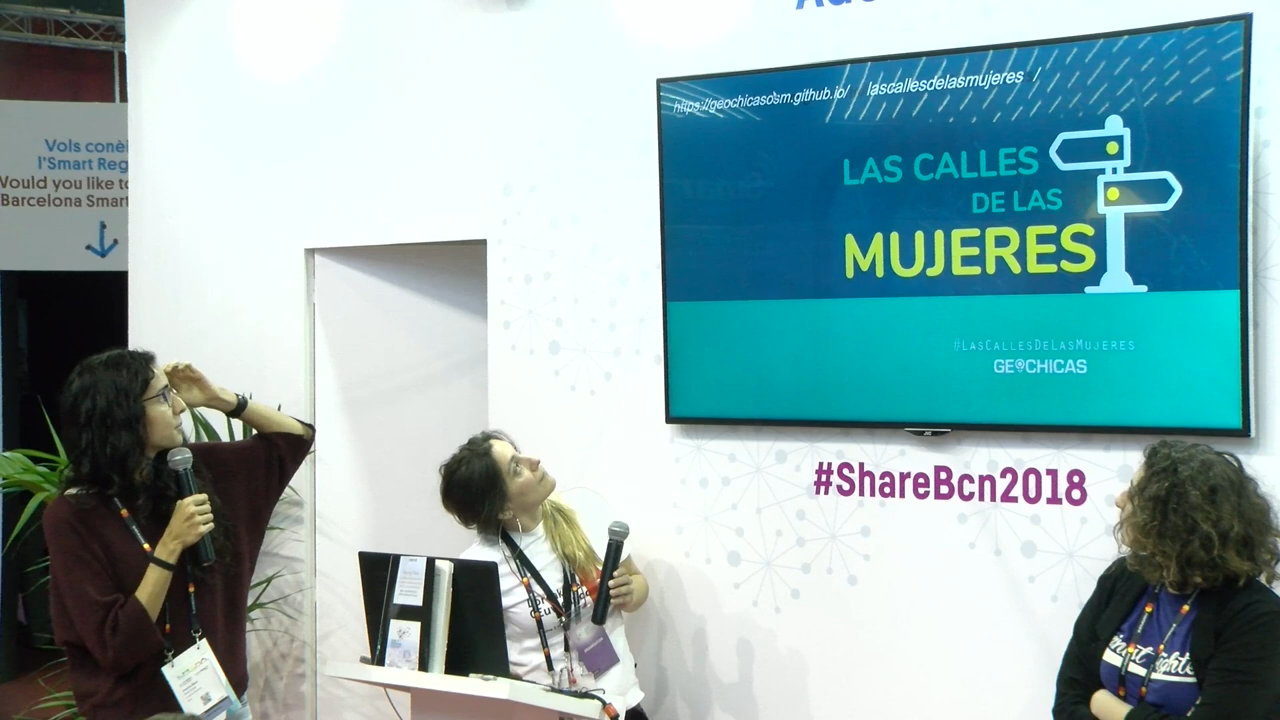 Vols conè
l'Smart Reg
Would you like to
Barcelona Smart
https://geochicasosm.github.io/ lascallesdelasmujeres /
LAS CALLES
DE LAS
MUJERES
#LASCALLESDELASMUJERES
GEOCHICAS
#ShareBcn2018